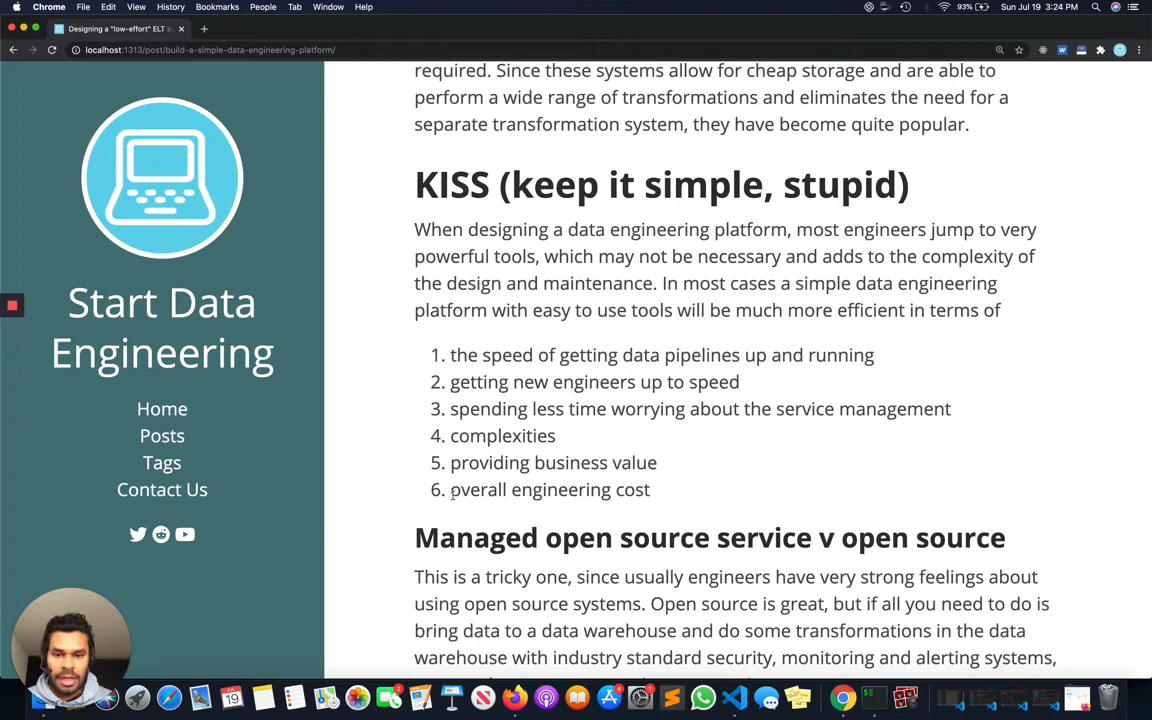 Chrome File Edit View History Bookmarks People Tab Window Help
93% Sun Jul 19 3:24 PM
Designing a "low-effort" ELT
localhost:1313/post/build-a-simple-data-engineering-platform/
Start Data
Engineering
Home
Posts
Tags
Contact Us
required. Since these systems allow for cheap storage and are able to
perform a wide range of transformations and eliminates the need for a
separate transformation system, they have become quite popular.
KISS (keep it simple, stupid)
When designing a data engineering platform, most engineers jump to very
powerful tools, which may not be necessary and adds to the complexity of
the design and maintenance. In most cases a simple data engineering
platform with easy to use tools will be much more efficient in terms of
1. the speed of getting data pipelines up and running
2. getting new engineers up to speed
3. spending less time worrying about the service management
4. complexities
5. providing business value
6. overall engineering cost
Managed open source service v open source
This is a tricky one, since usually engineers have very strong feelings about
using open source systems. Open source is great, but if all you need to do is
bring data to a data warehouse and do some transformations in the data
warehouse with industry standard security, monitoring and alerting systems,